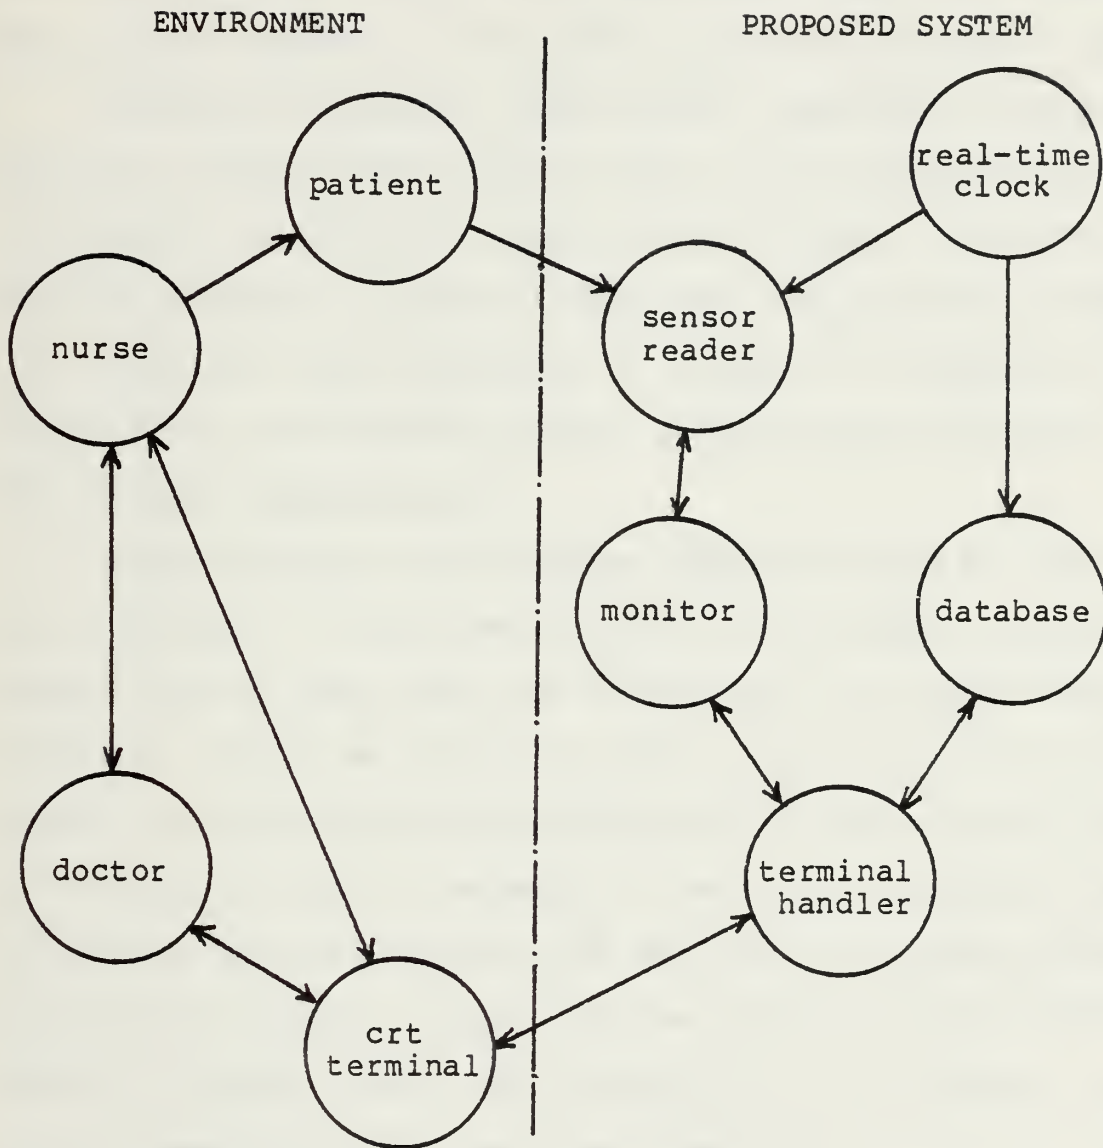 ENVIRONMENT
PROPOSED SYSTEM
patient
real-time
clock
nurse
sensor
reader
monitor
database
doctor
terminal
handler
crt
terminal